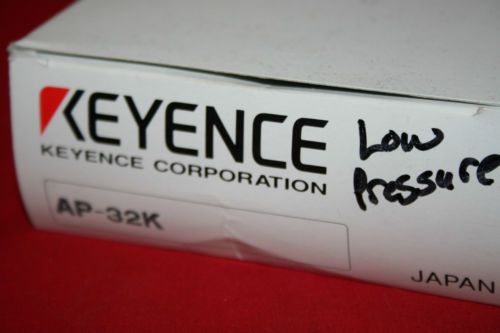 KEYENCE
KEYENCE CORPORATION
AP-32K
Low
Pressure
JAPAN